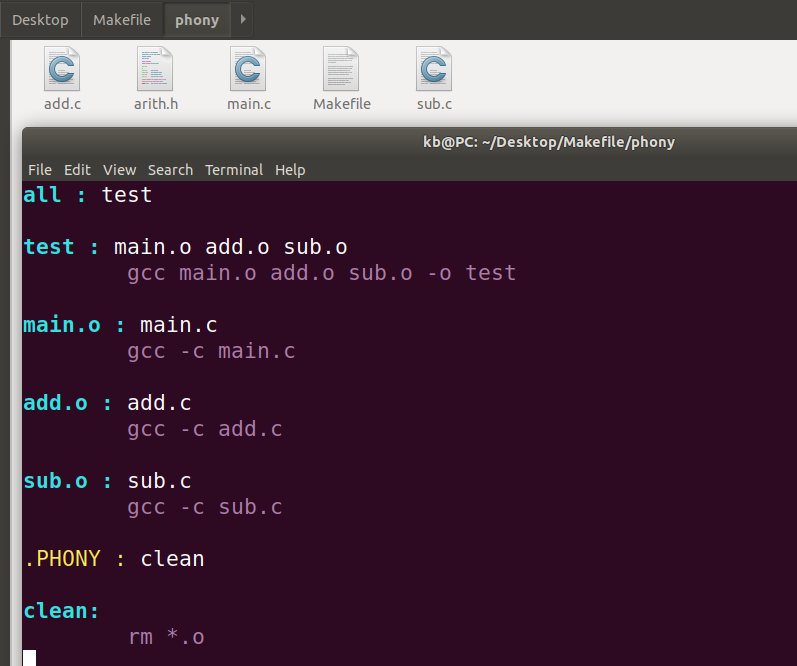 Desktop Makefile phony
add.c arith.h main.c Makefile sub.c
kb@PC: ~/Desktop/Makefile/phony
File Edit View Search Terminal Help
all : test
test : main.o add.o sub.o
gcc main.o add.o sub.o -o test
main.o : main.c
gcc -c main.c
add.o : add.c
gcc -c add.c
sub.o : sub.c
gcc -c sub.c
.PHONY : clean
clean:
rm *.o